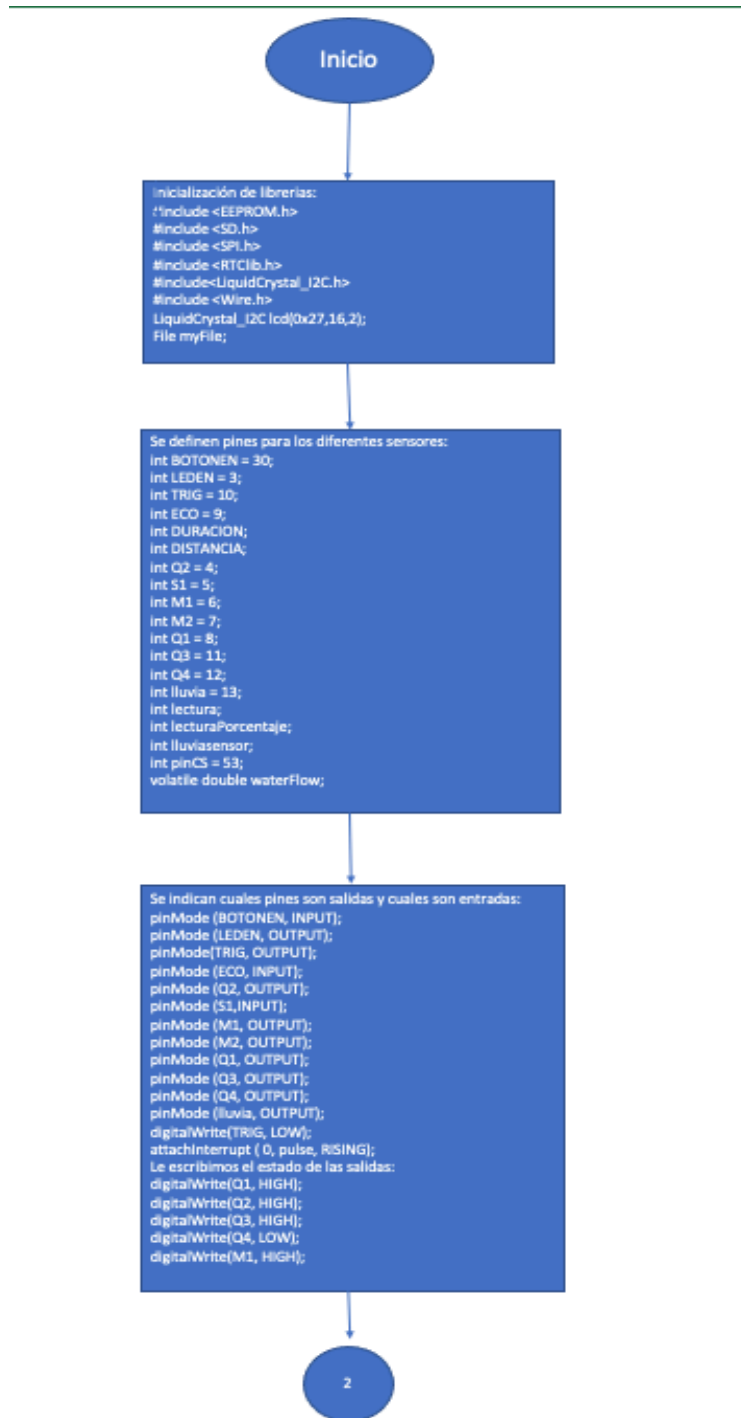 Inicio
Inicialización de librerias:
#include <EEPROM.h>
#include <SD.h>
#include <SPI.h>
#include <RTClib.h>
#include<LiquidCrystal_I2C.h>
#include <Wire.h>
LiquidCrystal_I2C lcd(0x27,16,2);
File myFile;
Se definen pines para los diferentes sensores:
int BOTONEN = 30;
int LEDEN = 3;
int TRIG = 10;
int ECO = 9;
int DURACION;
int DISTANCIA;
int Q2 = 4;
int S1 = 5;
int M1 = 6;
int M2 = 7;
int Q1 = 8;
int Q3 = 11;
int Q4 = 12;
int lluvia = 13;
int lectura;
int lecturaPorcentaje;
int lluviasensor;
int pinCS = 53;
volatile double waterFlow;
Se indican cuales pines son salidas y cuales son entradas:
pinMode (BOTONEN, INPUT);
pinMode (LEDEN, OUTPUT);
pinMode(TRIG, OUTPUT);
pinMode (ECO, INPUT);
pinMode (Q2, OUTPUT);
pinMode (S1,INPUT);
pinMode (M1, OUTPUT);
pinMode (M2, OUTPUT);
pinMode (Q1, OUTPUT);
pinMode (Q3, OUTPUT);
pinMode (Q4, OUTPUT);
pinMode (lluvia, OUTPUT);
digitalWrite(TRIG, LOW);
attachInterrupt ( 0, pulse, RISING);
Le escribimos el estado de las salidas:
digitalWrite(Q1, HIGH);
digitalWrite(Q2, HIGH);
digitalWrite(Q3, HIGH);
digitalWrite(Q4, LOW);
digitalWrite(M1, HIGH);
2